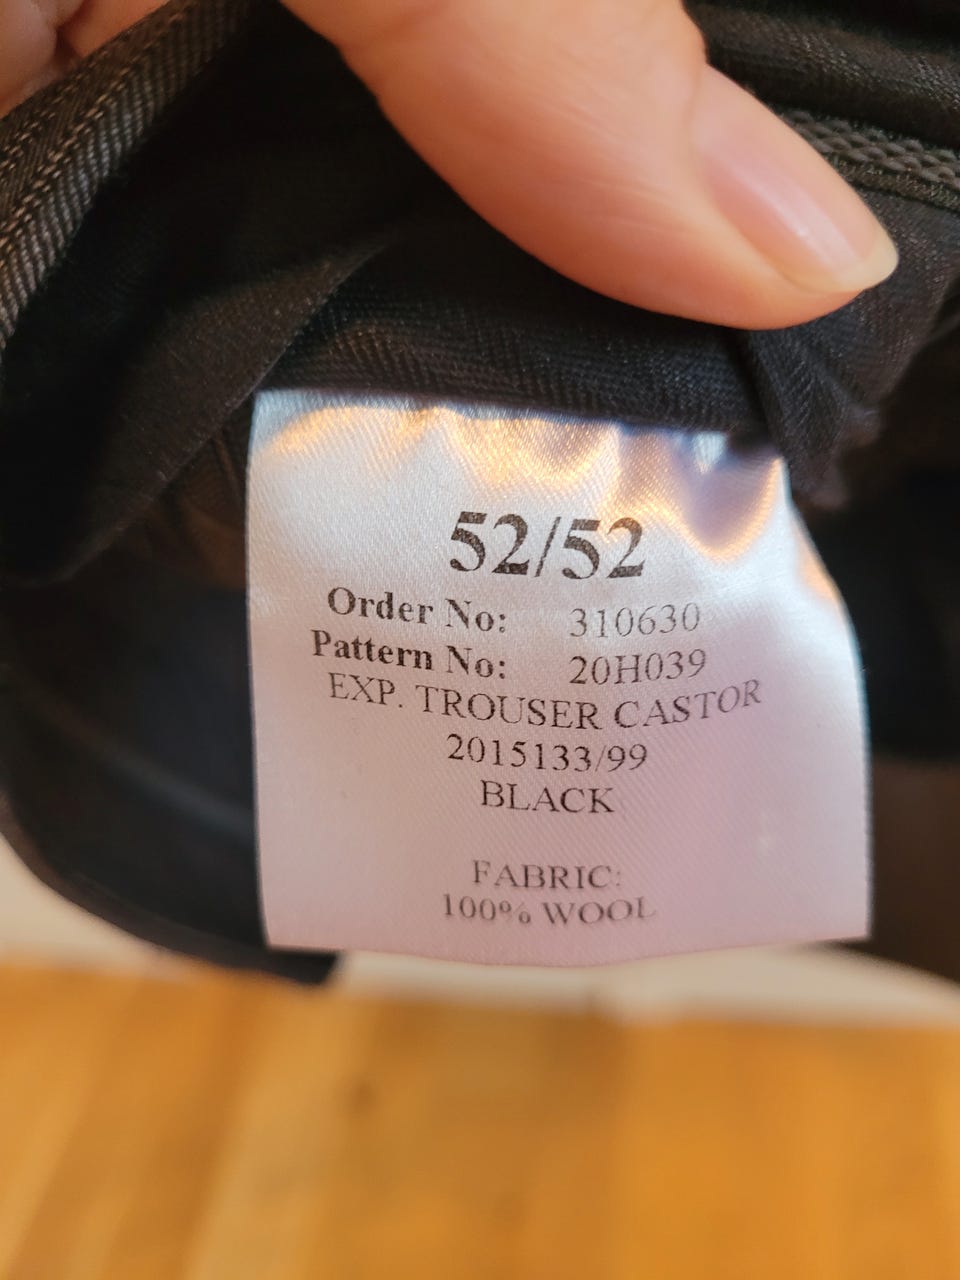 52/52
Order No: 310630
Pattern No: 20H039
EXP. TROUSER CASTOR
2015133/99
BLACK
FABRIC:
100% WOOL